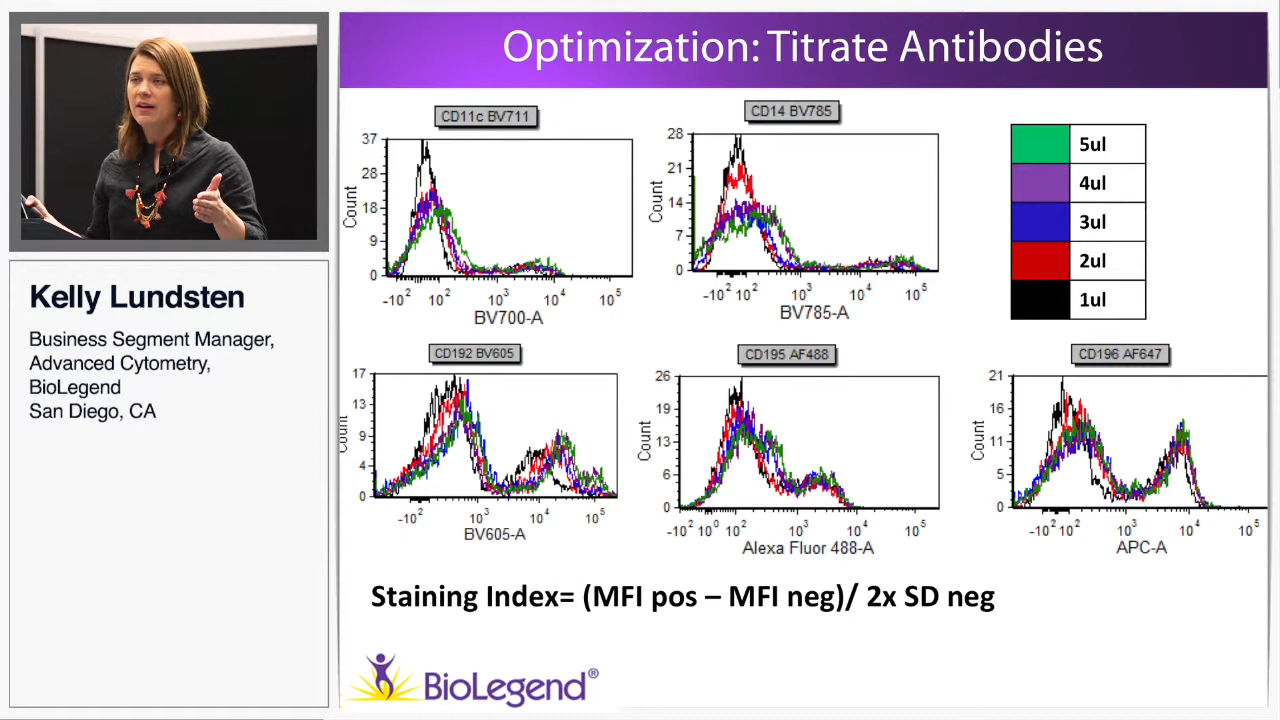 Optimization: Titrate Antibodies
Kelly Lundsten
Business Segment Manager,
Advanced Cytometry,
BioLegend
San Diego, CA
CD11c BV711
37
28
18
9
0
Count
-10² 10² 10³ 10⁴ 10⁵
BV700-A
CD14 BV785
28
21
14
7
0
Count
-10² 10² 10³ 10⁴ 10⁵
BV785-A
5ul
4ul
3ul
2ul
1ul
CD192 BV605
17
13
9
4
0
Count
-10² 10³ 10⁴ 10⁵
BV605-A
CD195 AF488
26
19
13
6
0
Count
-10² 10⁰ 10² 10³ 10⁴ 10⁵
Alexa Fluor 488-A
CD196 AF647
21
16
11
5
0
Count
-10² 10² 10³ 10⁴ 10⁵
APC-A
Staining Index= (MFI pos – MFI neg)/ 2x SD neg
BioLegend®